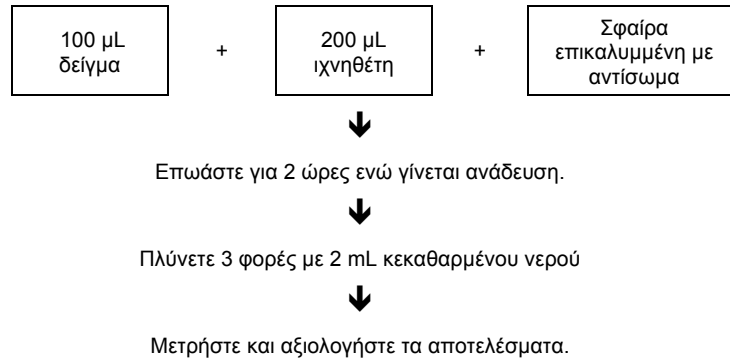 100 µL
δείγμα
+
200 µL
ιχνηθέτη
+
Σφαίρα
επικαλυμμένη με
αντίσωμα
Επωάστε για 2 ώρες ενώ γίνεται ανάδευση.
Πλύνετε 3 φορές με 2 mL κεκαθαρμένου νερού
Μετρήστε και αξιολογήστε τα αποτελέσματα.